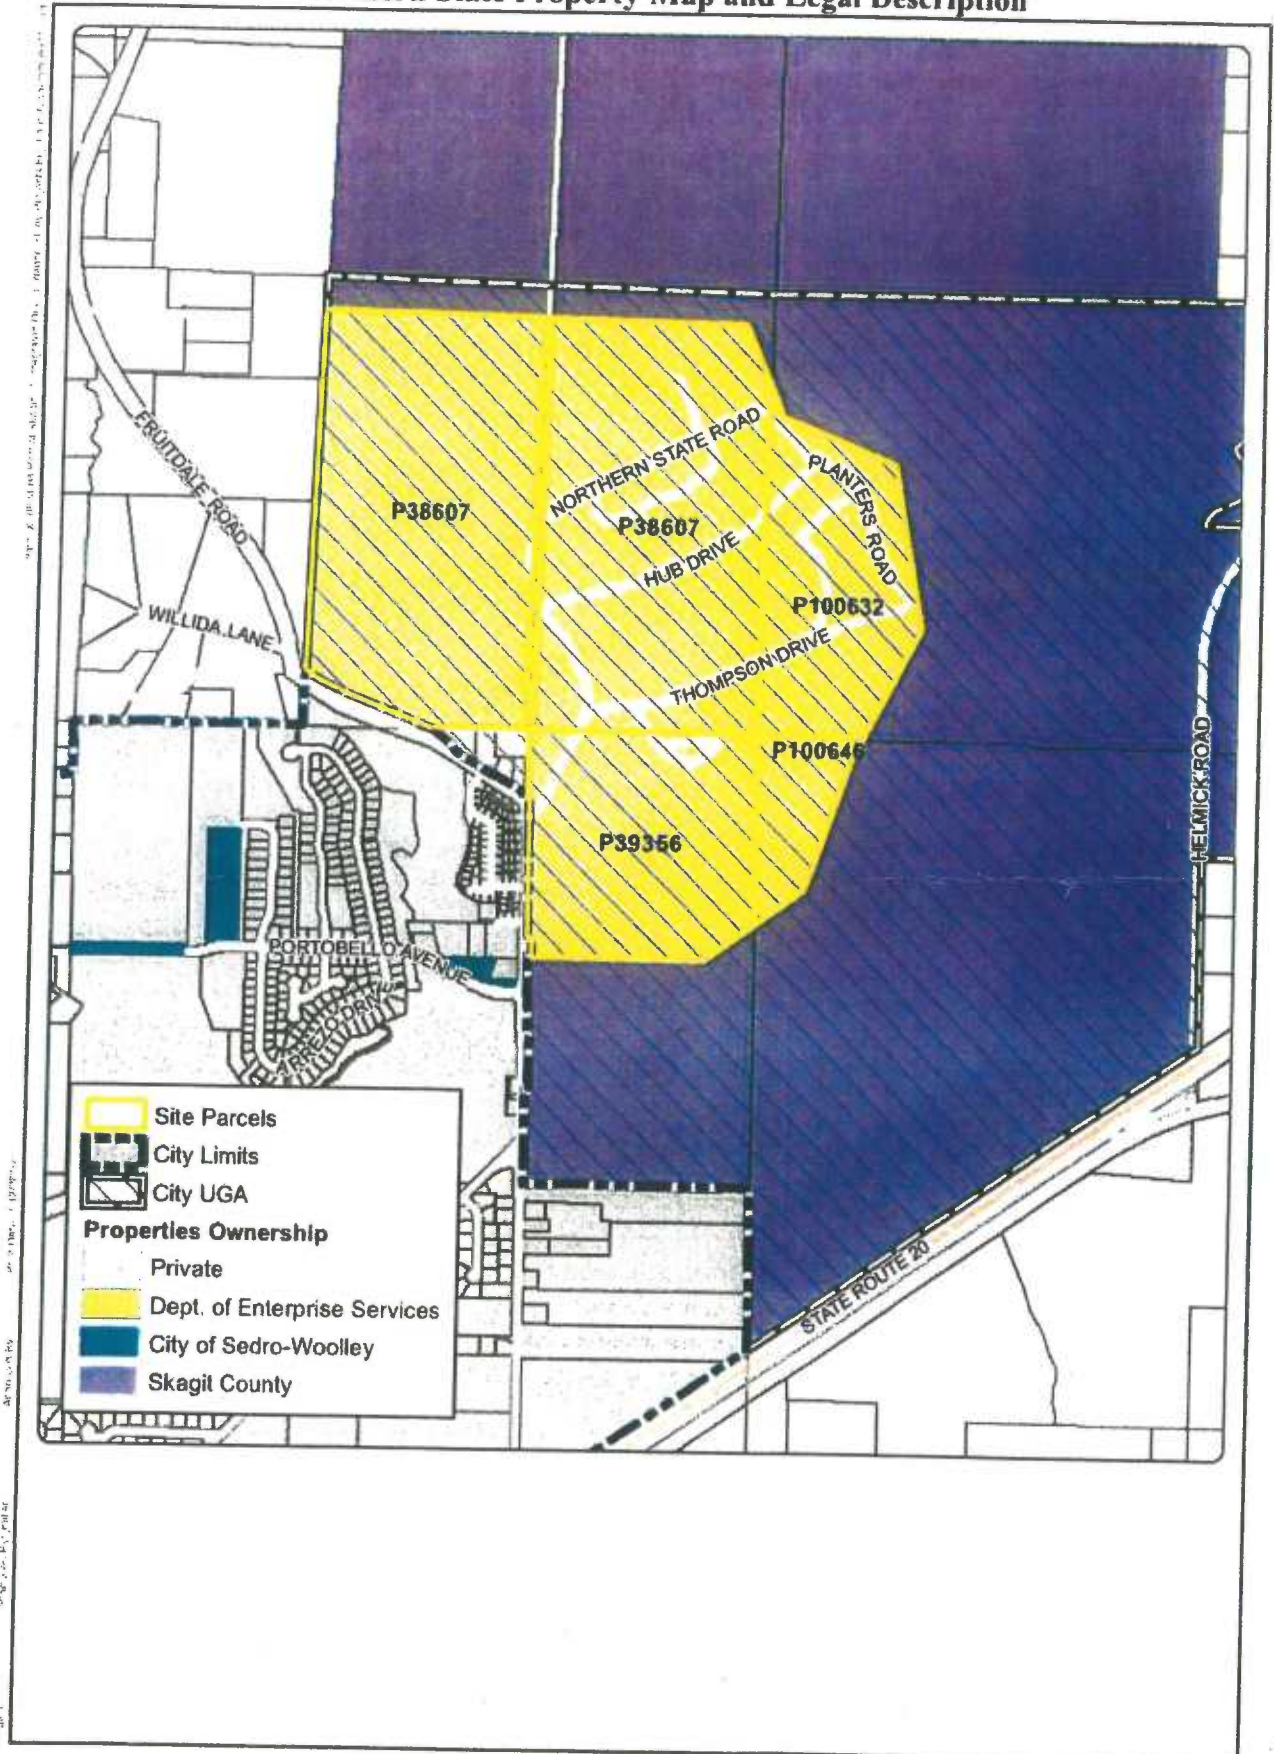 Property Map and Legal Description
FRUITDALE ROAD
NORTHERN STATE ROAD
PLANTERS ROAD
P38607
P38607
HUB DRIVE
P100632
WILLIDA LANE
THOMPSON DRIVE
P100646
HELMICK ROAD
P39356
PORTOBELLO AVENUE
ARREZO DRIVE
Site Parcels
City Limits
City UGA
Properties Ownership
Private
Dept. of Enterprise Services
City of Sedro-Woolley
Skagit County
STATE ROUTE 20